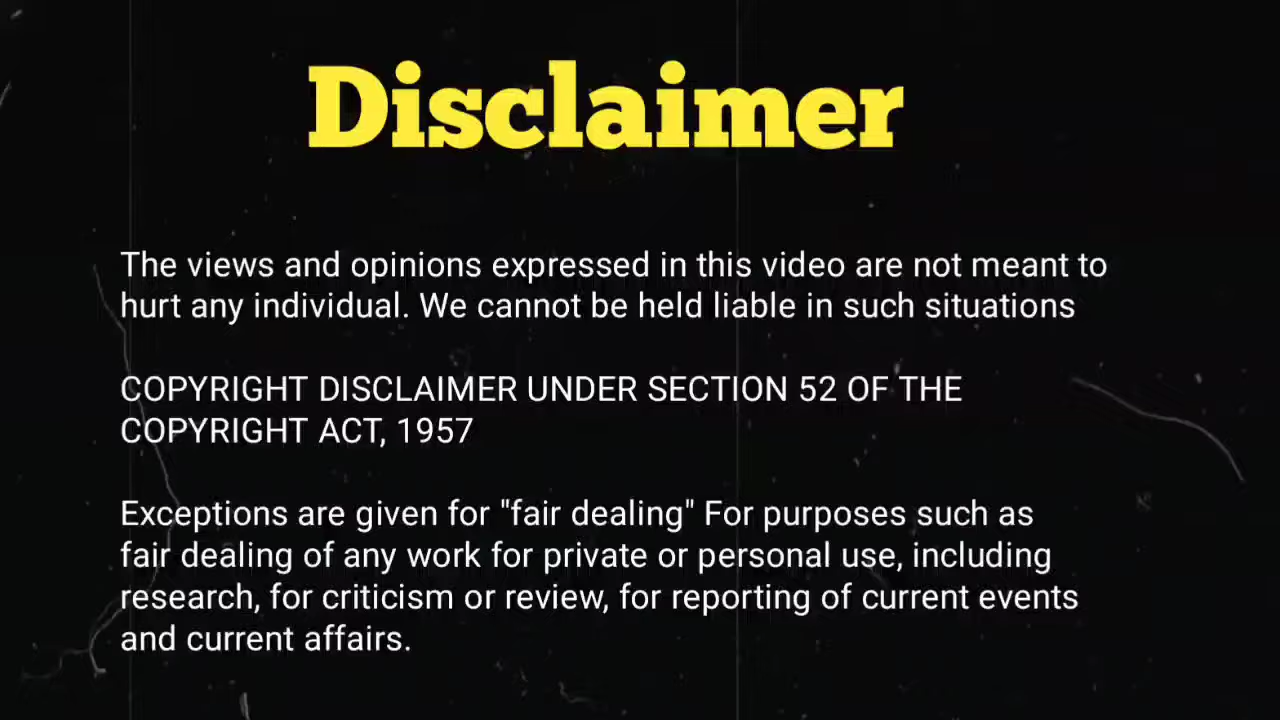 Disclaimer
The views and opinions expressed in this video are not meant to
hurt any individual. We cannot be held liable in such situations
COPYRIGHT DISCLAIMER UNDER SECTION 52 OF THE
COPYRIGHT ACT, 1957
Exceptions are given for "fair dealing" For purposes such as
fair dealing of any work for private or personal use, including
research, for criticism or review, for reporting of current events
and current affairs.